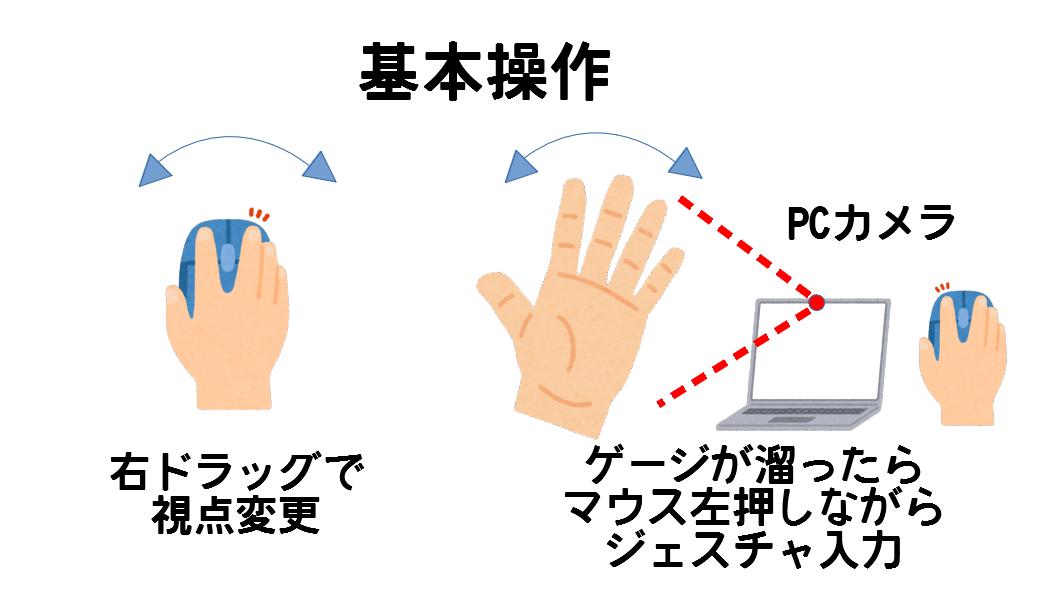 基本操作
PCカメラ
右ドラッグで
視点変更
ゲージが溜ったら
マウス左押しながら
ジェスチャ入力